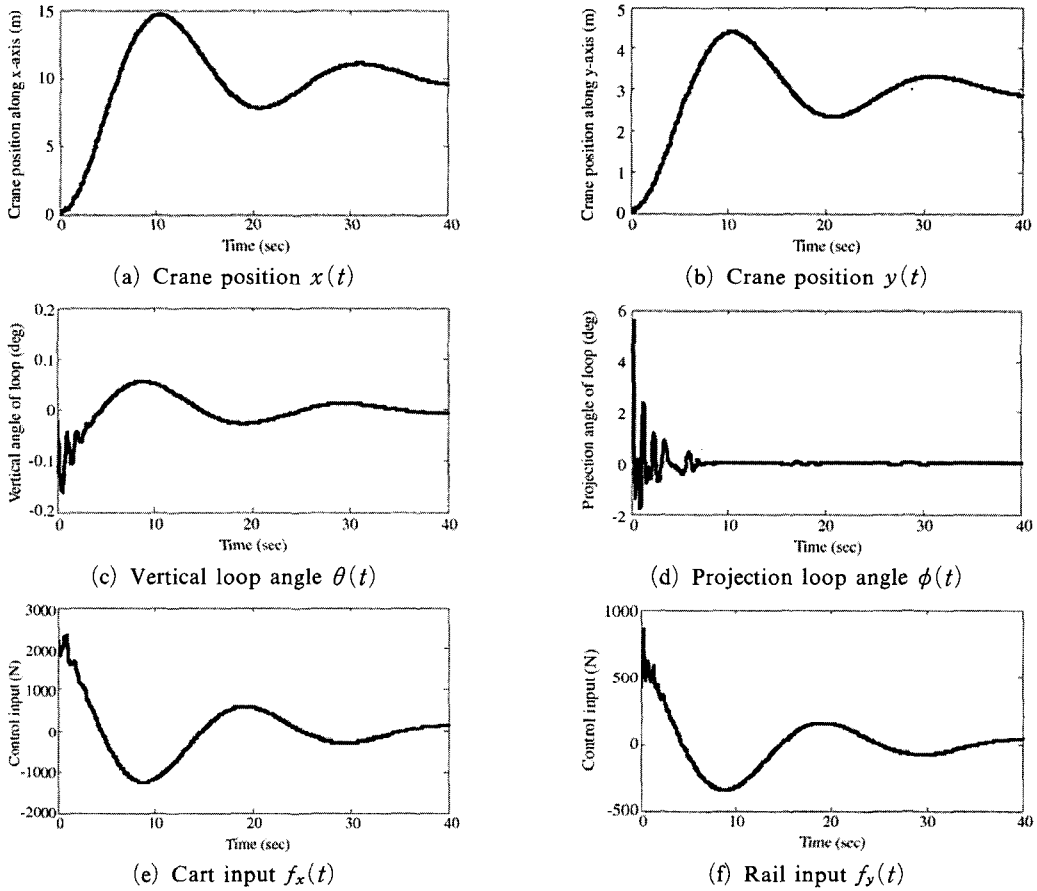 Crane position along x-axis (m)
15
10
5
0
0 10 20 30 40
Time (sec)
(a) Crane position x(t)
Crane position along y-axis (m)
5
4
3
2
1
0
0 10 20 30 40
Time (sec)
(b) Crane position y(t)
Vertical angle of loop (deg)
0.2
0.1
0
-0.1
-0.2
0 10 20 30 40
Time (sec)
(c) Vertical loop angle θ(t)
Projection angle of loop (deg)
6
4
2
0
-2
0 10 20 30 40
Time (sec)
(d) Projection loop angle ϕ(t)
Control input (N)
3000
2000
1000
0
-1000
-2000
0 10 20 30 40
Time (sec)
(e) Cart input fx(t)
Control input (N)
1000
500
0
-500
0 10 20 30 40
Time (sec)
(f) Rail input fy(t)